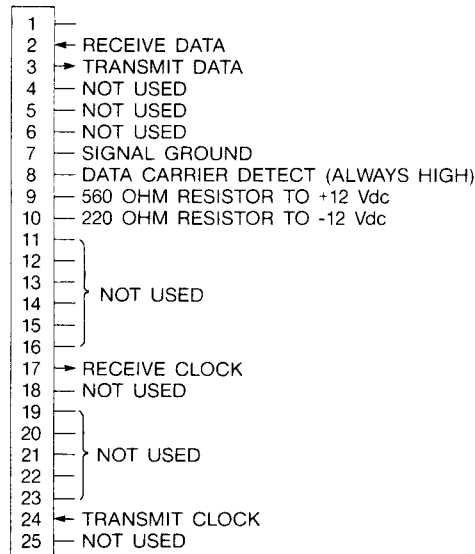 1
2 RECEIVE DATA
3 TRANSMIT DATA
4 NOT USED
5 NOT USED
6 NOT USED
7 SIGNAL GROUND
8 DATA CARRIER DETECT (ALWAYS HIGH)
9 560 OHM RESISTOR TO +12 Vdc
10 220 OHM RESISTOR TO -12 Vdc
11
12
13
14 NOT USED
15
16
17 RECEIVE CLOCK
18 NOT USED
19
20
21 NOT USED
22
23
24 TRANSMIT CLOCK
25 NOT USED